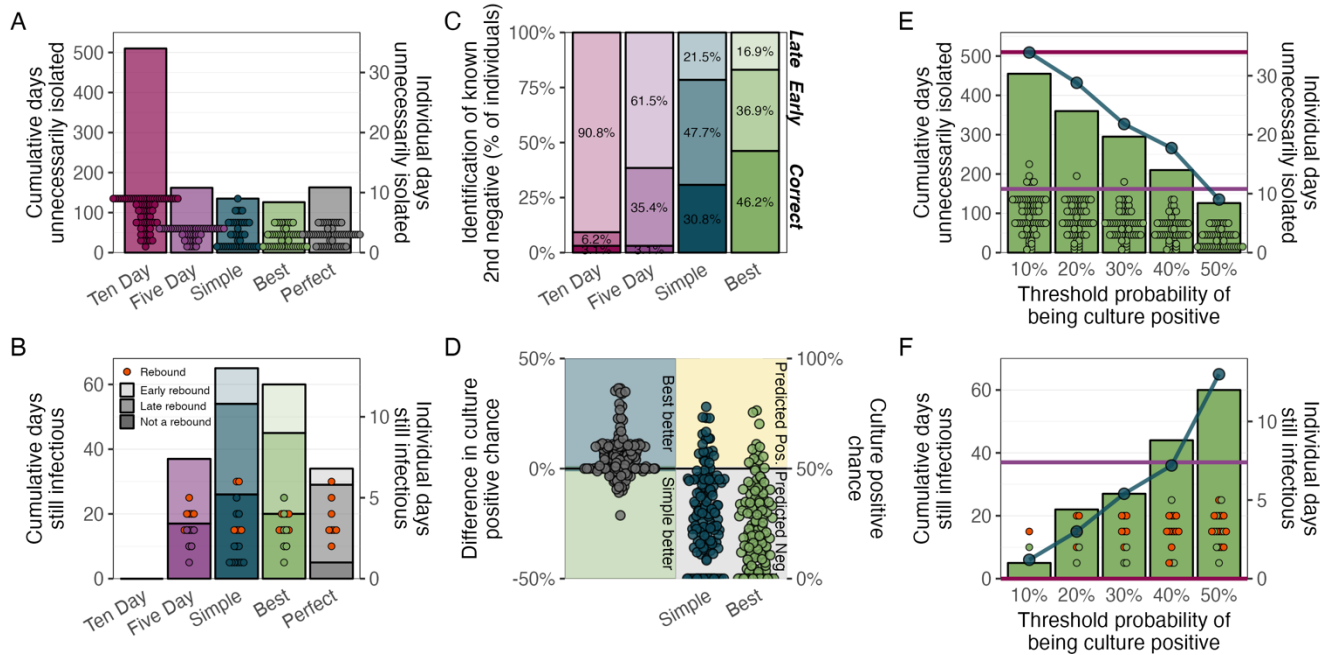 A
Cumulative days
unnecessarily isolated
500
400
300
200
100
0
30
20
10
0
Individual days
unnecessarily isolated
Ten Day
Five Day
Simple
Best
Perfect
B
Cumulative days
still infectious
60
40
20
0
Rebound
Early rebound
Late rebound
Not a rebound
10
5
0
Individual days
still infectious
Ten Day
Five Day
Simple
Best
Perfect
C
Identification of known
2nd negative (% of individuals)
100%
75%
50%
25%
0%
90.8%
6.2%
61.5%
35.4%
3.1%
21.5%
47.7%
30.8%
16.9%
36.9%
46.2%
Late
Early
Correct
Ten Day
Five Day
Simple
Best
D
Difference in culture
positive chance
50%
0%
-50%
Best better
Simple better
Predicted Pos.
Predicted Neg
100%
50%
0%
Culture positive
chance
Simple
Best
E
Cumulative days
unnecessarily isolated
500
400
300
200
100
0
30
20
10
0
Individual days
unnecessarily isolated
10%
20%
30%
40%
50%
Threshold probability of
being culture positive
F
Cumulative days
still infectious
60
40
20
0
10
5
0
Individual days
still infectious
10%
20%
30%
40%
50%
Threshold probability of
being culture positive